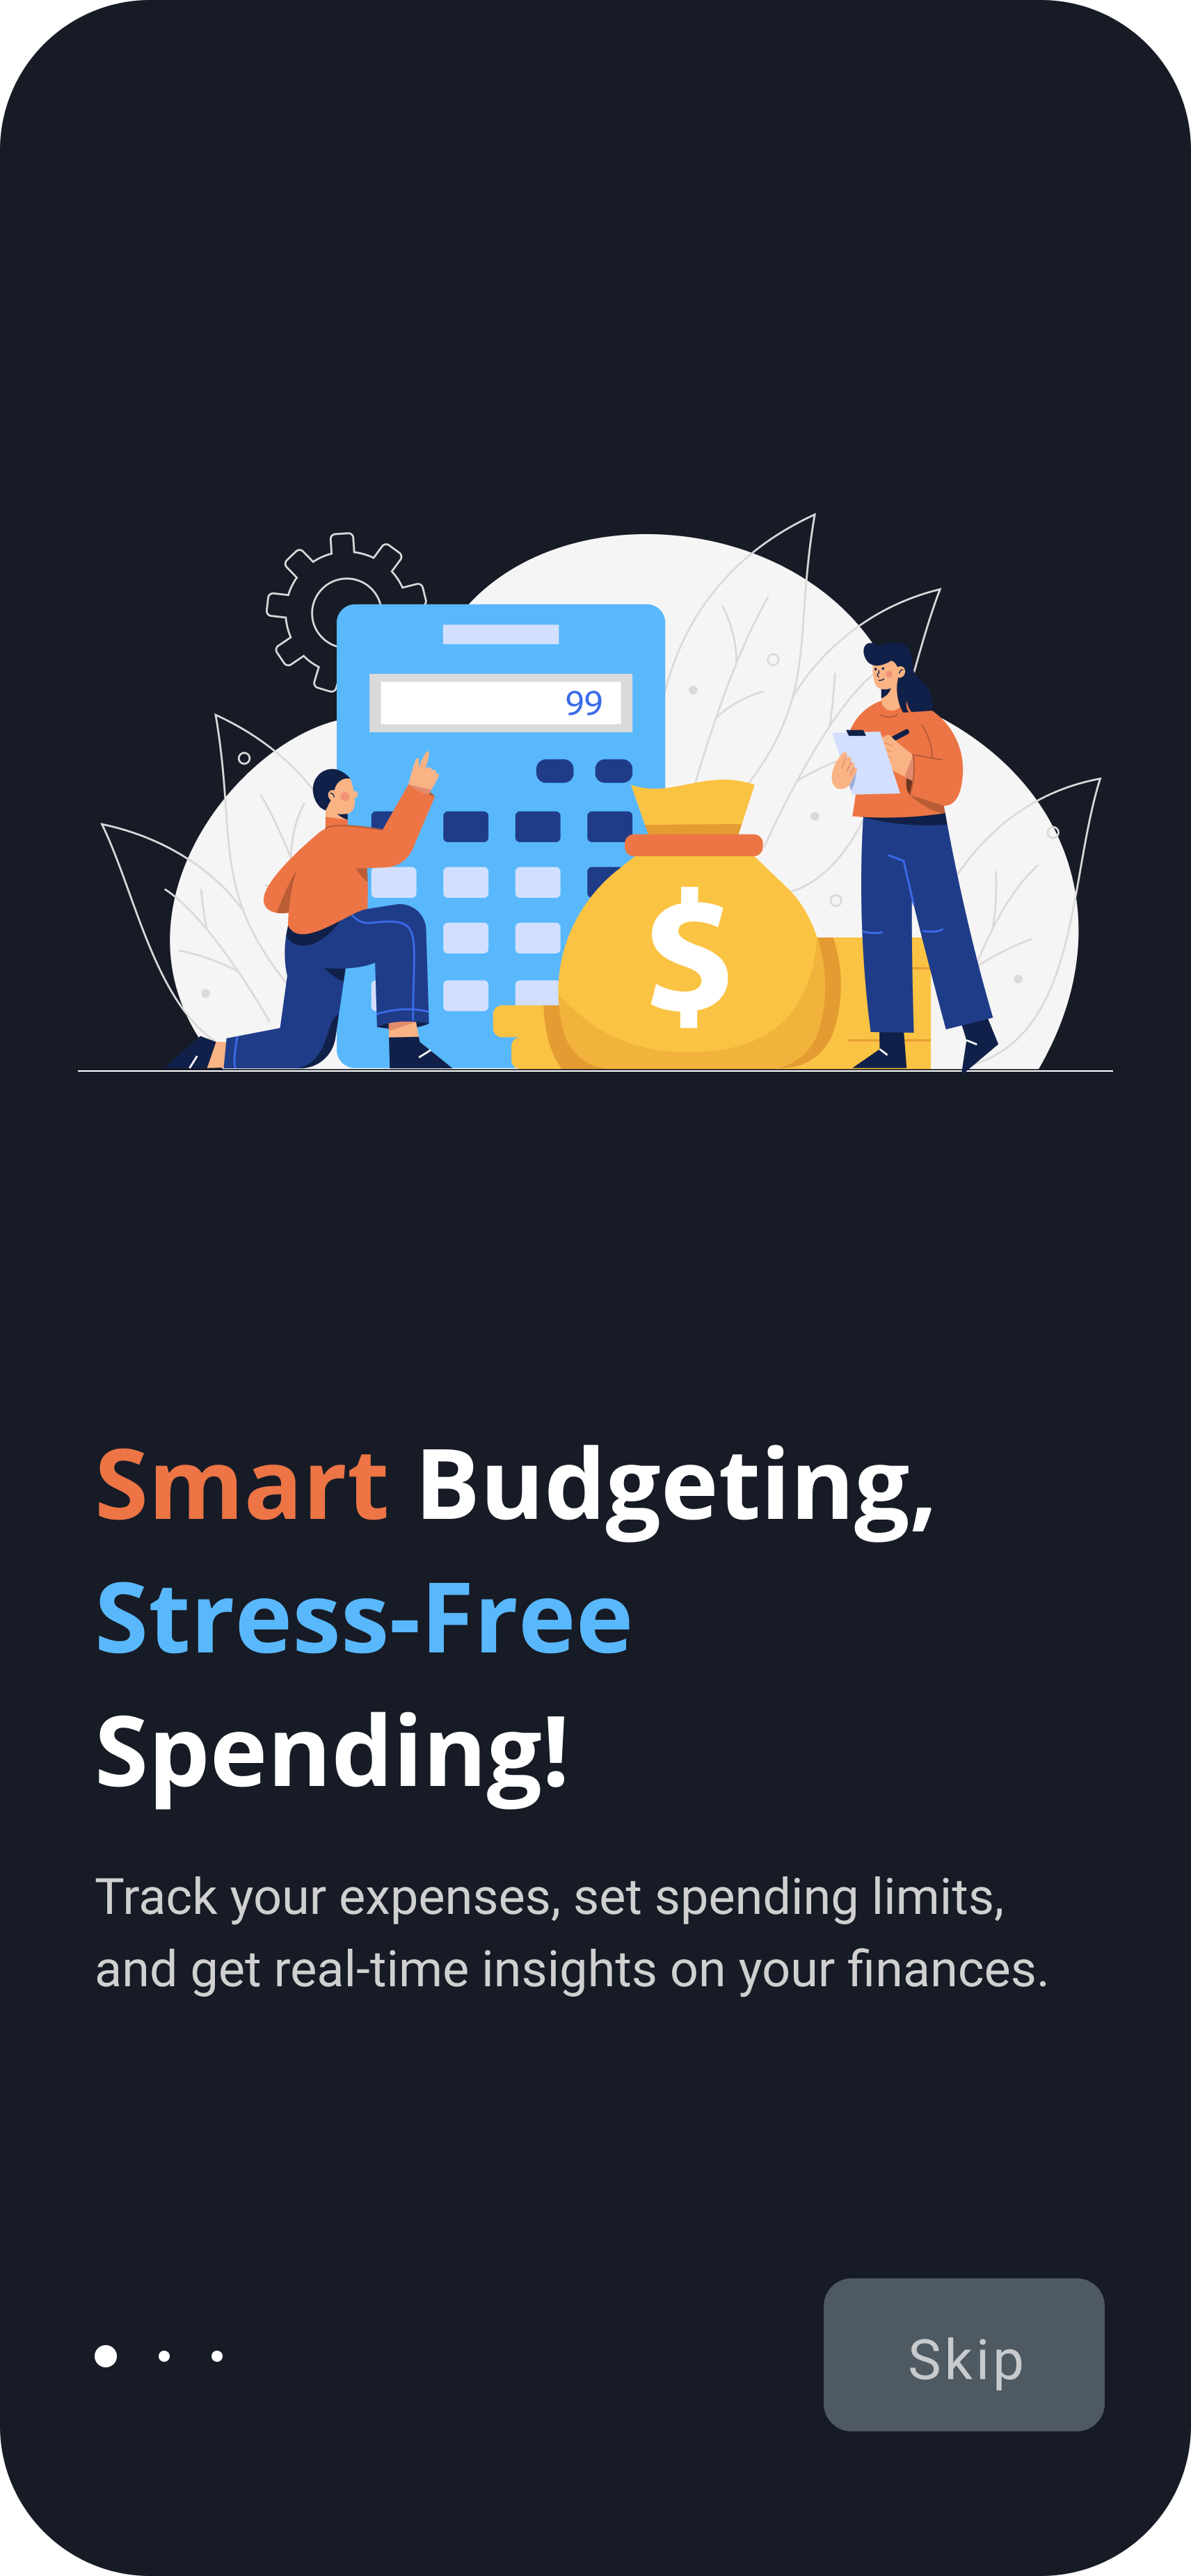 99
$
Smart Budgeting,
Stress-Free
Spending!
Track your expenses, set spending limits,
and get real-time insights on your finances.
Skip